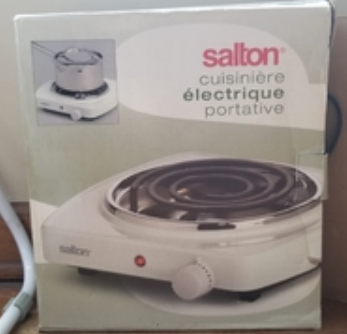 salton®
cuisinière
électrique
portative
salton